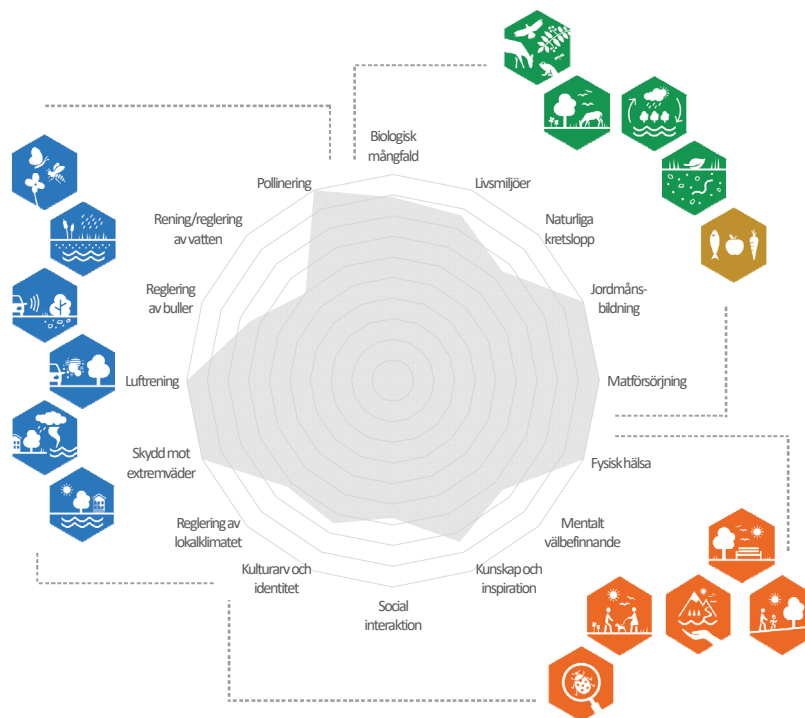 Biologisk
mångfald
Livsmiljöer
Naturliga
kretslopp
Jordmåns-
bildning
Matförsörjning
Fysisk hälsa
Mentalt
välbefinnande
Kunskap och
inspiration
Social
interaktion
Kulturarv och
identitet
Reglering av
lokalklimatet
Skydd mot
extremväder
Luftrening
Reglering
av buller
Rening/reglering
av vatten
Pollinering